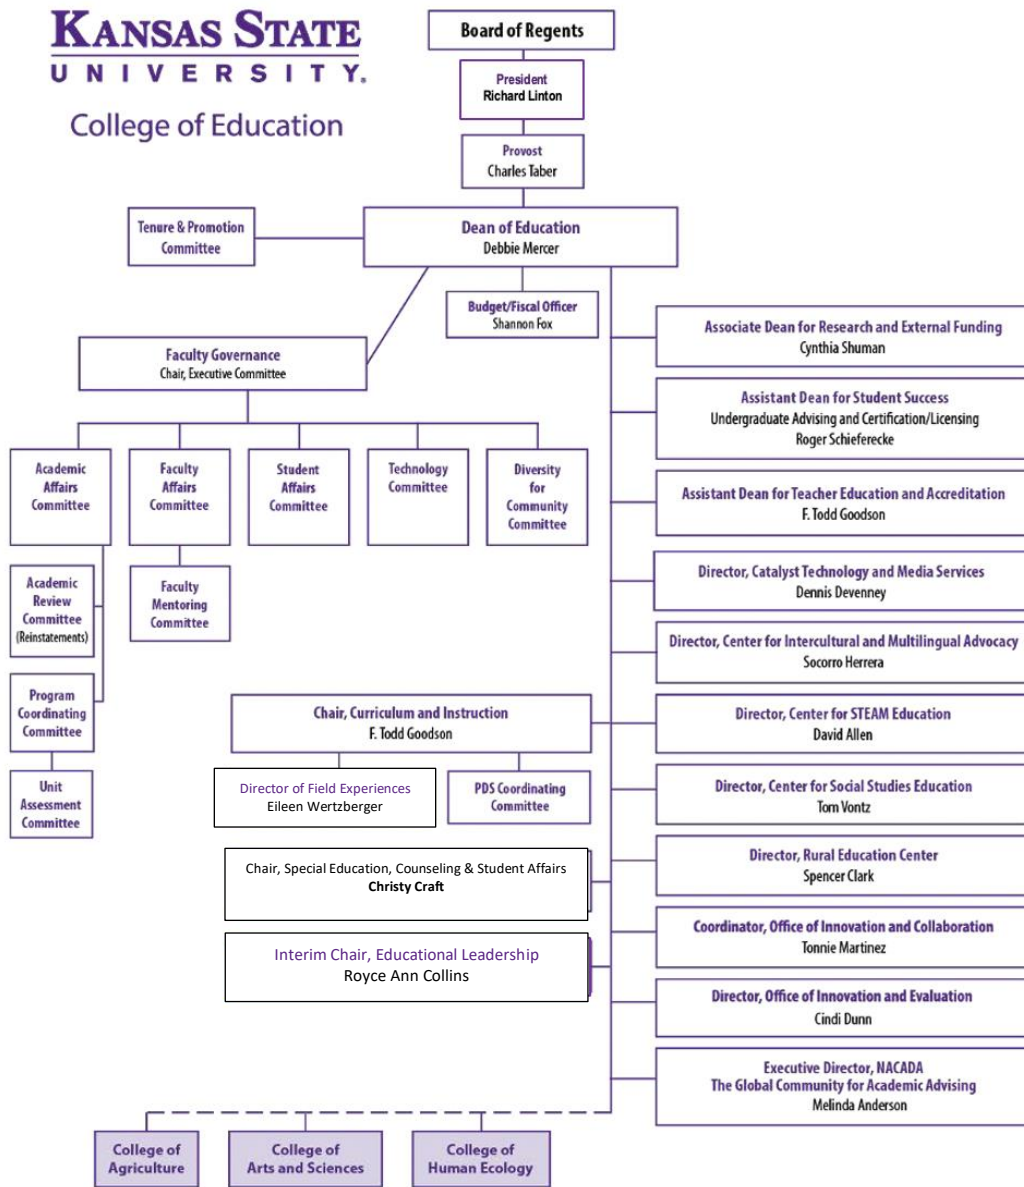 KANSAS STATE
UNIVERSITY.
College of Education
Board of Regents
President
Richard Linton
Provost
Charles Taber
Dean of Education
Debbie Mercer
Tenure & Promotion
Committee
Budget/Fiscal Officer
Shannon Fox
Faculty Governance
Chair, Executive Committee
Academic
Affairs
Committee
Faculty
Affairs
Committee
Student
Affairs
Committee
Technology
Committee
Diversity
for
Community
Committee
Academic
Review
Committee
(Reinstatements)
Faculty
Mentoring
Committee
Program
Coordinating
Committee
Unit
Assessment
Committee
Chair, Curriculum and Instruction
F. Todd Goodson
Director of Field Experiences
Eileen Wertzberger
PDS Coordinating
Committee
Chair, Special Education, Counseling & Student Affairs
Christy Craft
Interim Chair, Educational Leadership
Royce Ann Collins
Associate Dean for Research and External Funding
Cynthia Shuman
Assistant Dean for Student Success
Undergraduate Advising and Certification/Licensing
Roger Schieferecke
Assistant Dean for Teacher Education and Accreditation
F. Todd Goodson
Director, Catalyst Technology and Media Services
Dennis Devenney
Director, Center for Intercultural and Multilingual Advocacy
Socorro Herrera
Director, Center for STEAM Education
David Allen
Director, Center for Social Studies Education
Tom Vontz
Director, Rural Education Center
Spencer Clark
Coordinator, Office of Innovation and Collaboration
Tonnie Martinez
Director, Office of Innovation and Evaluation
Cindi Dunn
Executive Director, NACADA
The Global Community for Academic Advising
Melinda Anderson
College of
Agriculture
College of
Arts and Sciences
College of
Human Ecology